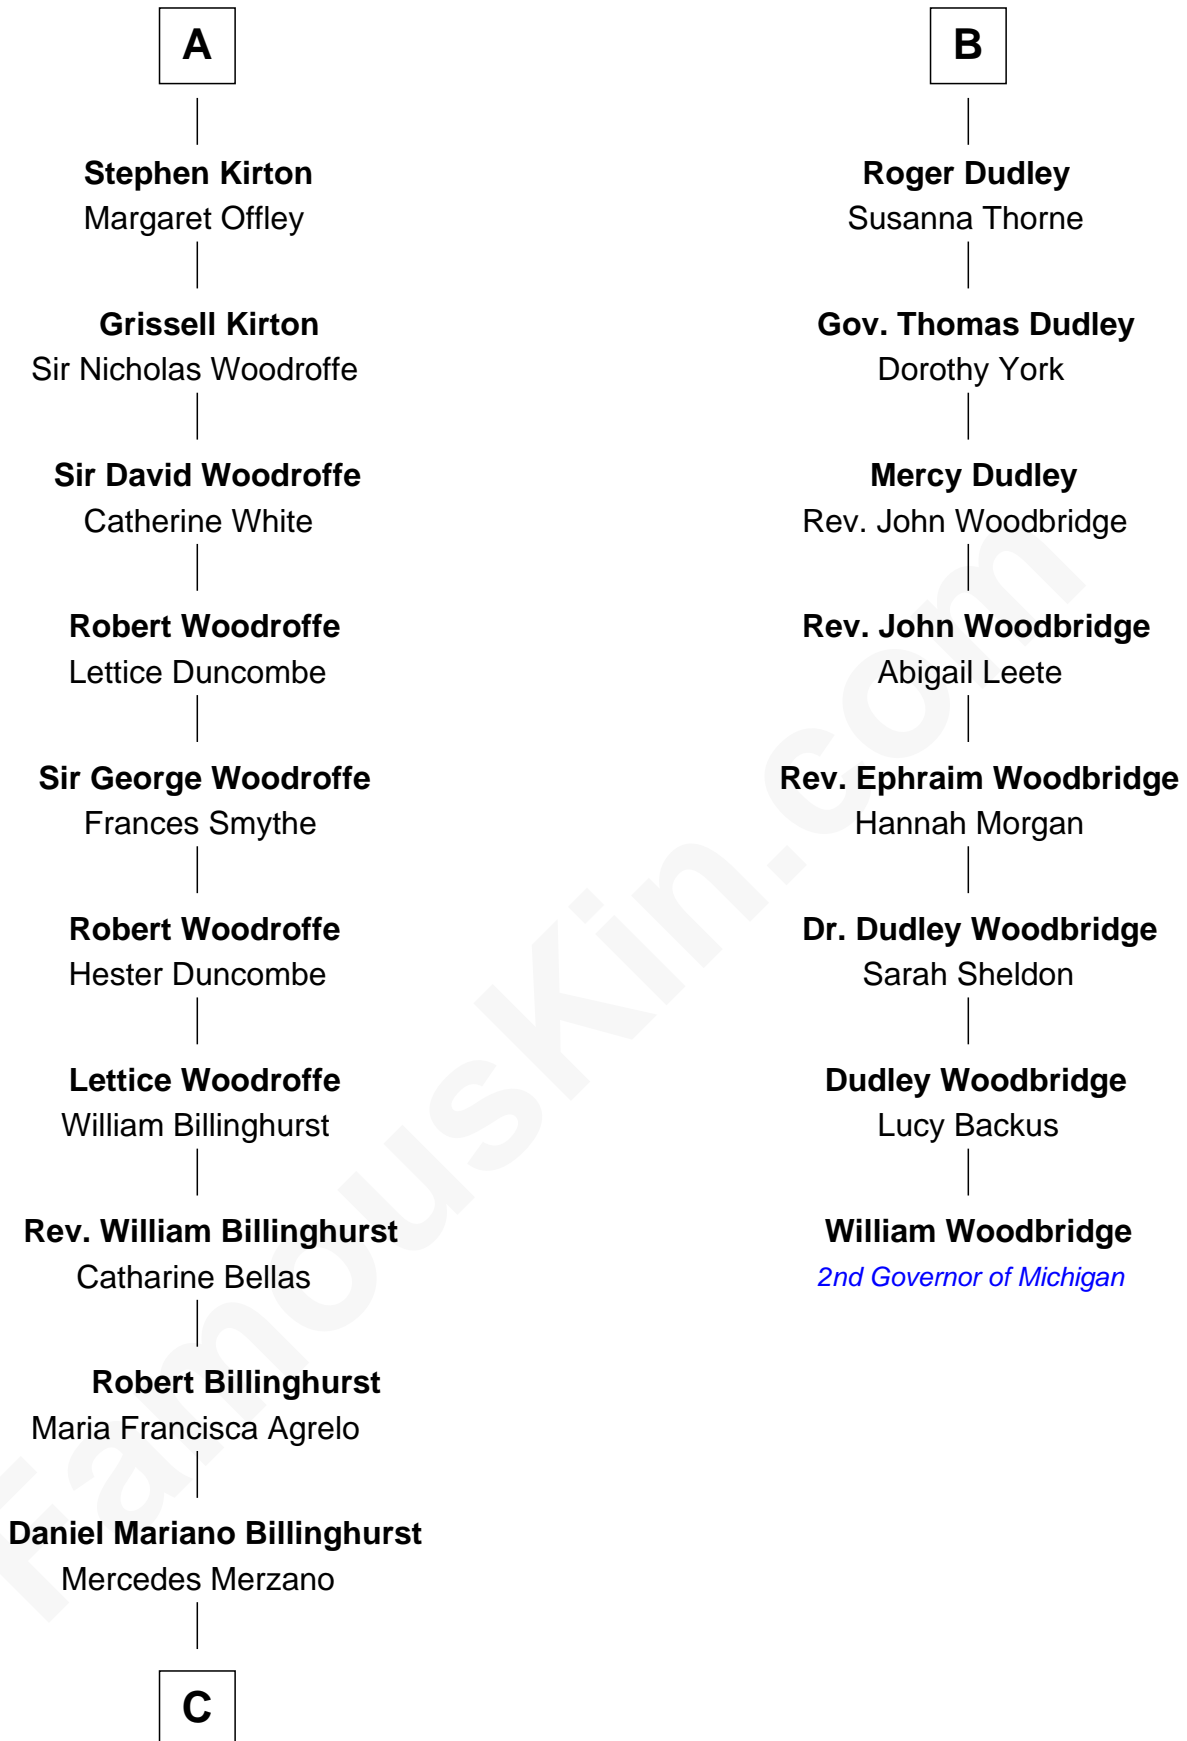 A
Stephen Kirton
Margaret Offley
Grissell Kirton
Sir Nicholas Woodroffe
Sir David Woodroffe
Catherine White
Robert Woodroffe
Lettice Duncombe
Sir George Woodroffe
Frances Smythe
Robert Woodroffe
Hester Duncombe
Lettice Woodroffe
William Billinghurst
Rev. William Billinghurst
Catharine Bellas
Robert Billinghurst
Maria Francisca Agrelo
Daniel Mariano Billinghurst
Mercedes Merzano
C
B
Roger Dudley
Susanna Thorne
Gov. Thomas Dudley
Dorothy York
Mercy Dudley
Rev. John Woodbridge
Rev. John Woodbridge
Abigail Leete
Rev. Ephraim Woodbridge
Hannah Morgan
Dr. Dudley Woodbridge
Sarah Sheldon
Dudley Woodbridge
Lucy Backus
William Woodbridge
2nd Governor of Michigan
FamousKin.com